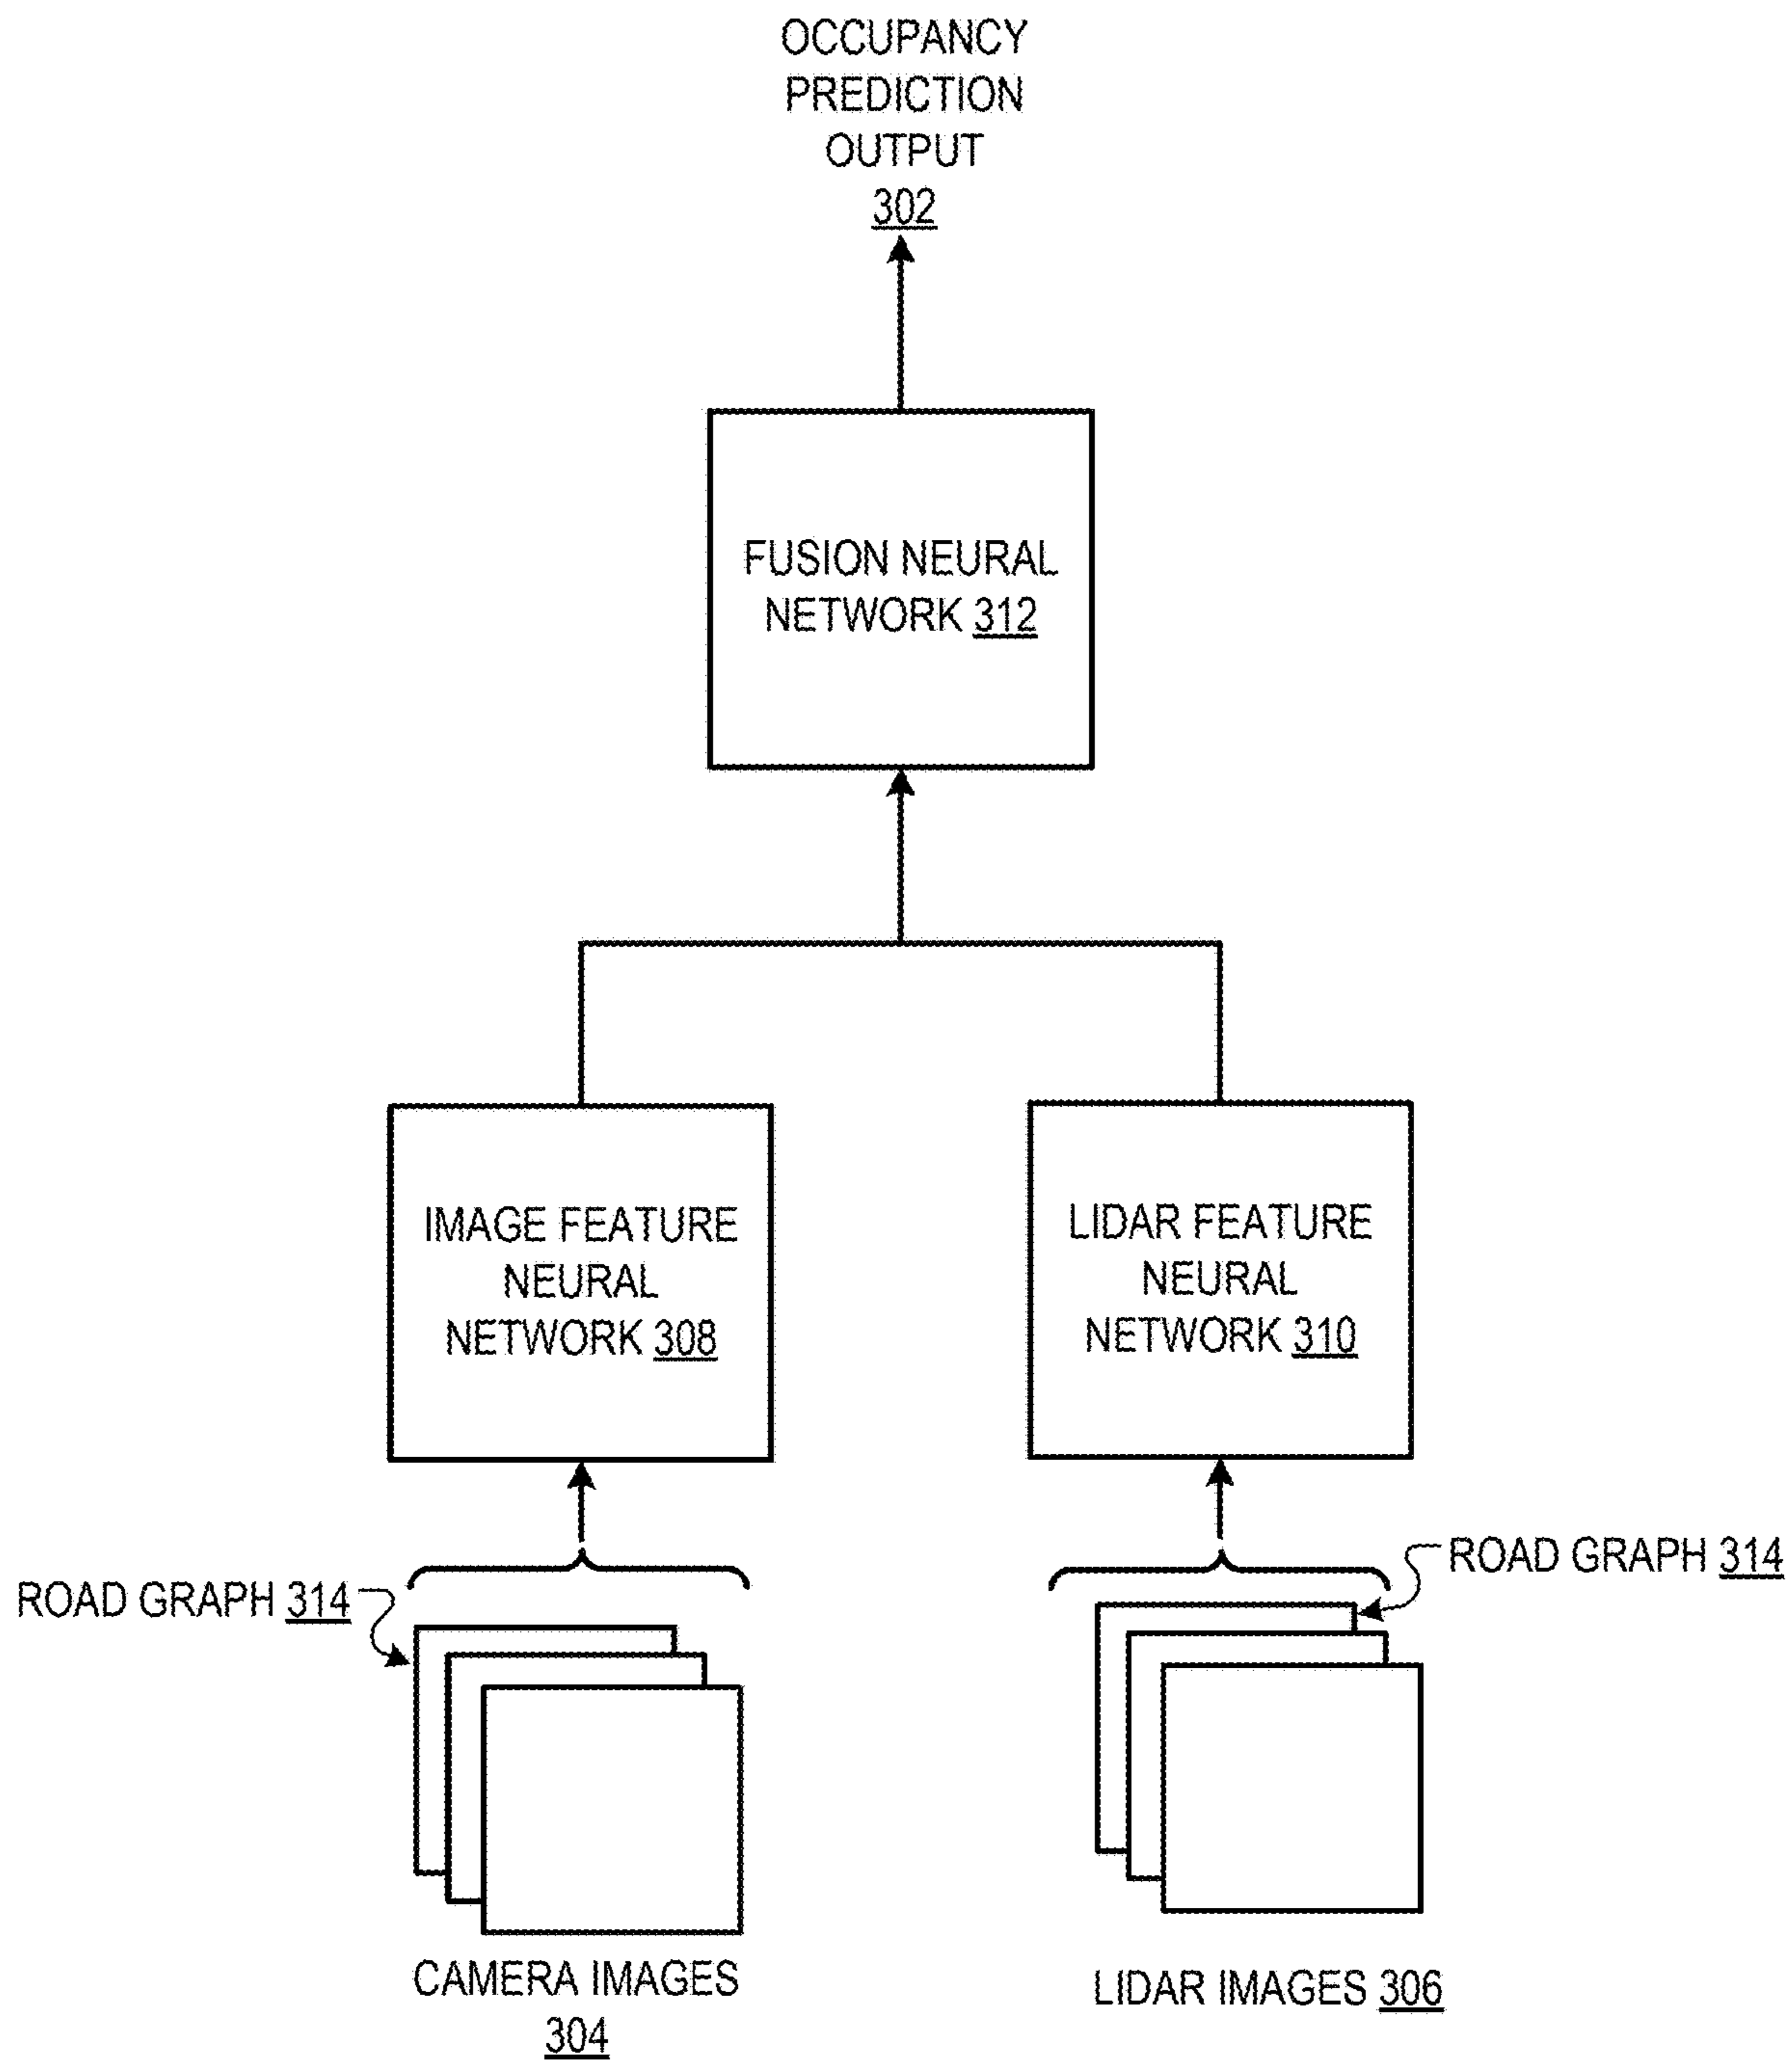 OCCUPANCY
PREDICTION
OUTPUT
302
FUSION NEURAL
NETWORK 312
IMAGE FEATURE
NEURAL
NETWORK 308
LIDAR FEATURE
NEURAL
NETWORK 310
ROAD GRAPH 314
ROAD GRAPH 314
CAMERA IMAGES
304
LIDAR IMAGES 306